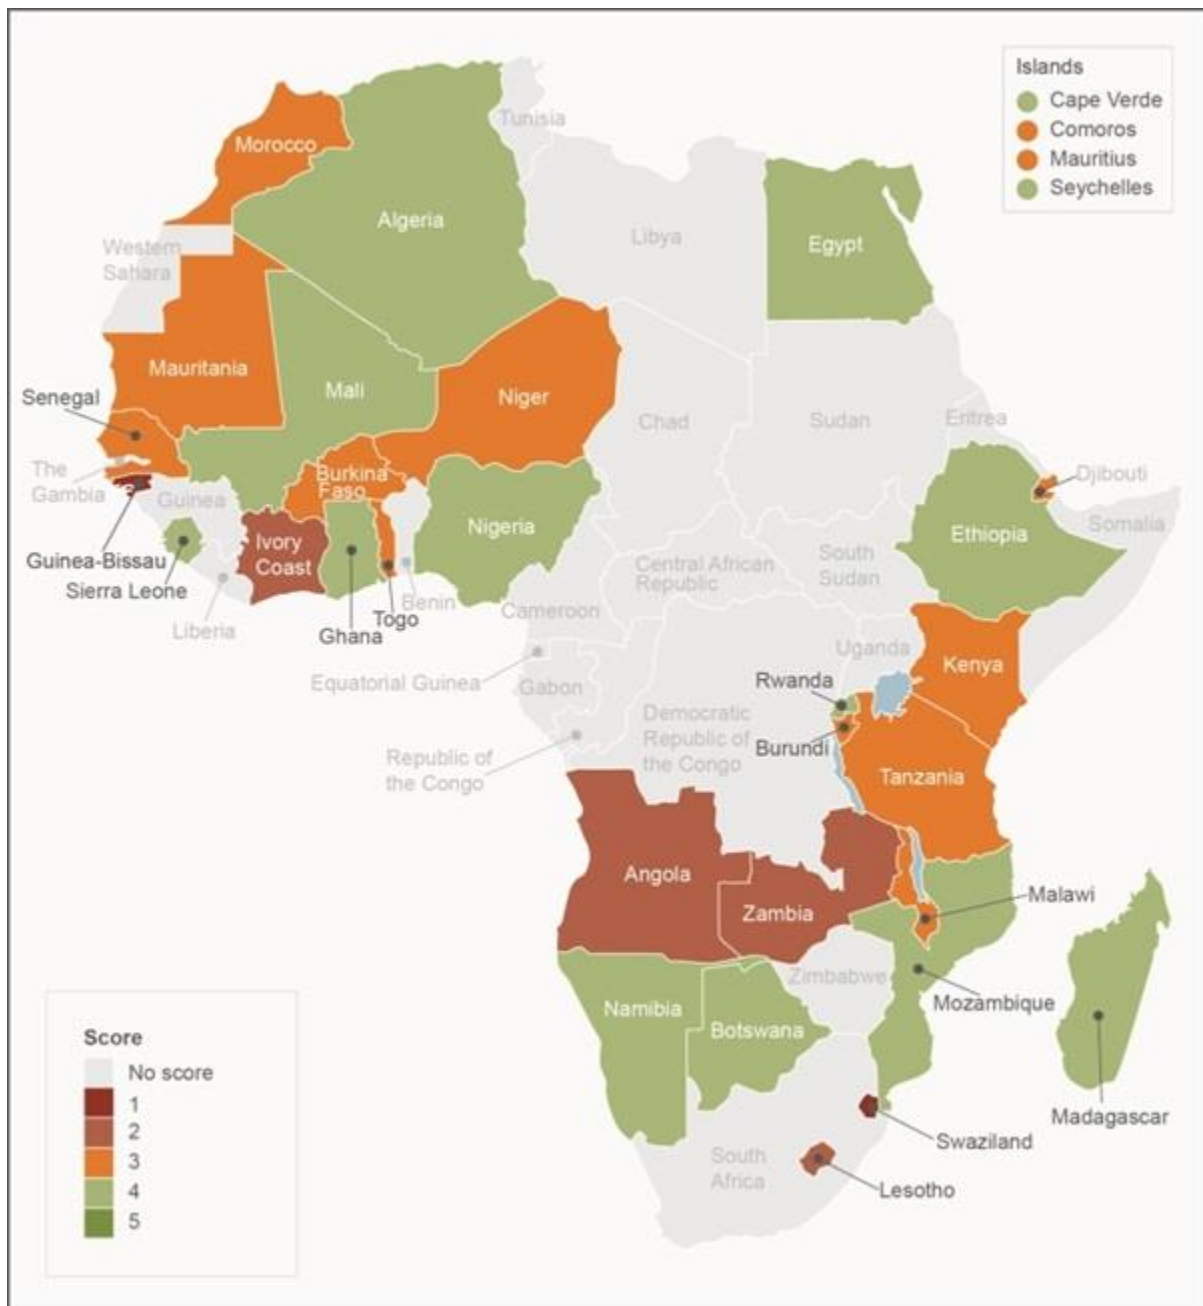 Islands
Cape Verde
Comoros
Mauritius
Seychelles
Tunisia
Morocco
Algeria
Libya
Egypt
Western
Sahara
Mauritania
Mali
Niger
Senegal
Chad
Sudan
Eritrea
The
Gambia
Burkina
Faso
Djibouti
Guinea
Nigeria
Ethiopia
Somalia
Ivory
Coast
Guinea-Bissau
Sierra Leone
Central African
Republic
South
Sudan
Liberia
Ghana
Togo
Benin
Cameroon
Uganda
Kenya
Equatorial Guinea
Gabon
Rwanda
Democratic
Republic of
the Congo
Burundi
Republic of
the Congo
Tanzania
Angola
Zambia
Malawi
Zimbabwe
Mozambique
Namibia
Botswana
Madagascar
Swaziland
South
Africa
Lesotho
Score
No score
1
2
3
4
5